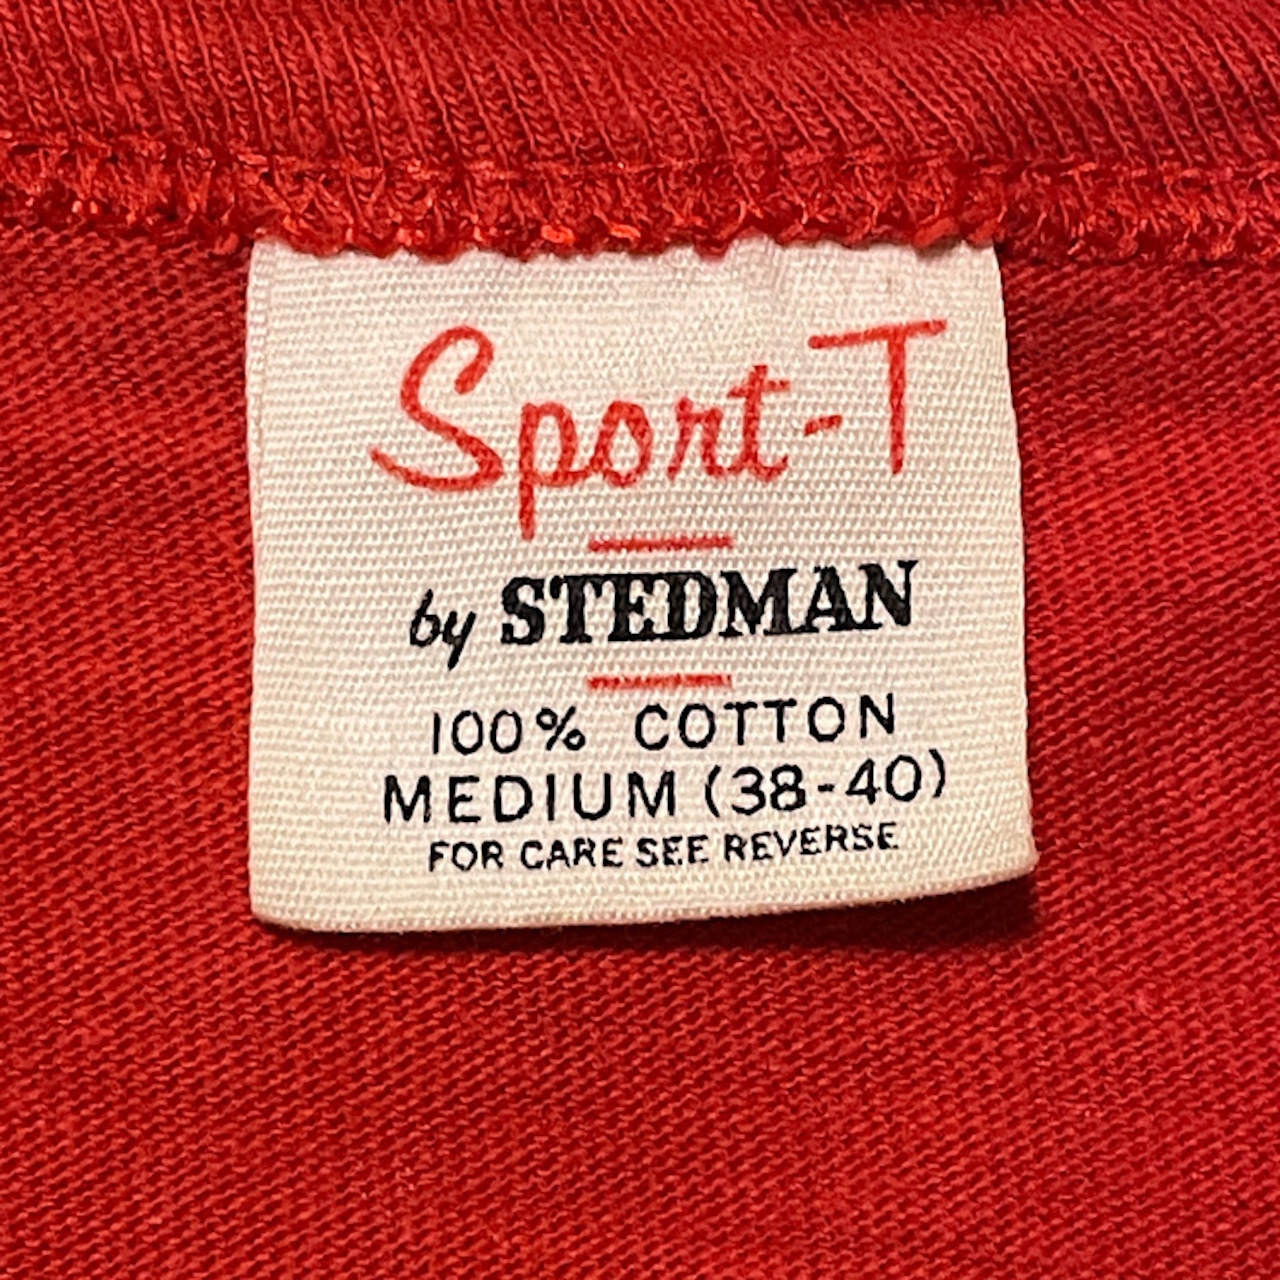 Sport-T
by STEDMAN
100% COTTON
MEDIUM (38-40)
FOR CARE SEE REVERSE